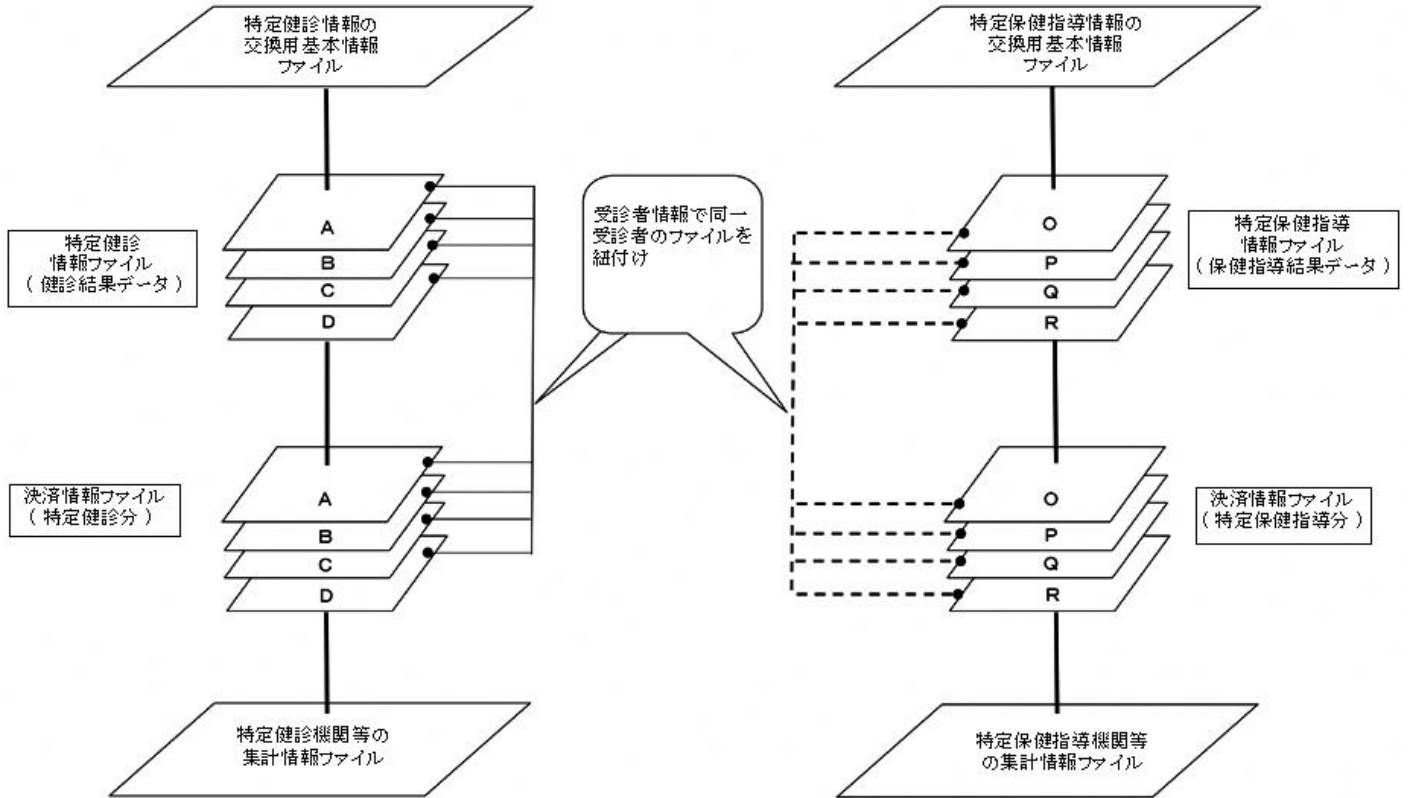 特定健診情報の
交換用基本情報
ファイル
特定保健指導情報の
交換用基本情報
ファイル
特定健診
情報ファイル
(健診結果データ)
A
B
C
D
受診者情報で同一
受診者のファイルを
紐付け
O
P
Q
R
特定保健指導
情報ファイル
(保健指導結果データ)
決済情報ファイル
(特定健診分)
A
B
C
D
O
P
Q
R
決済情報ファイル
(特定保健指導分)
特定健診機関等の
集計情報ファイル
特定保健指導機関等
の集計情報ファイル